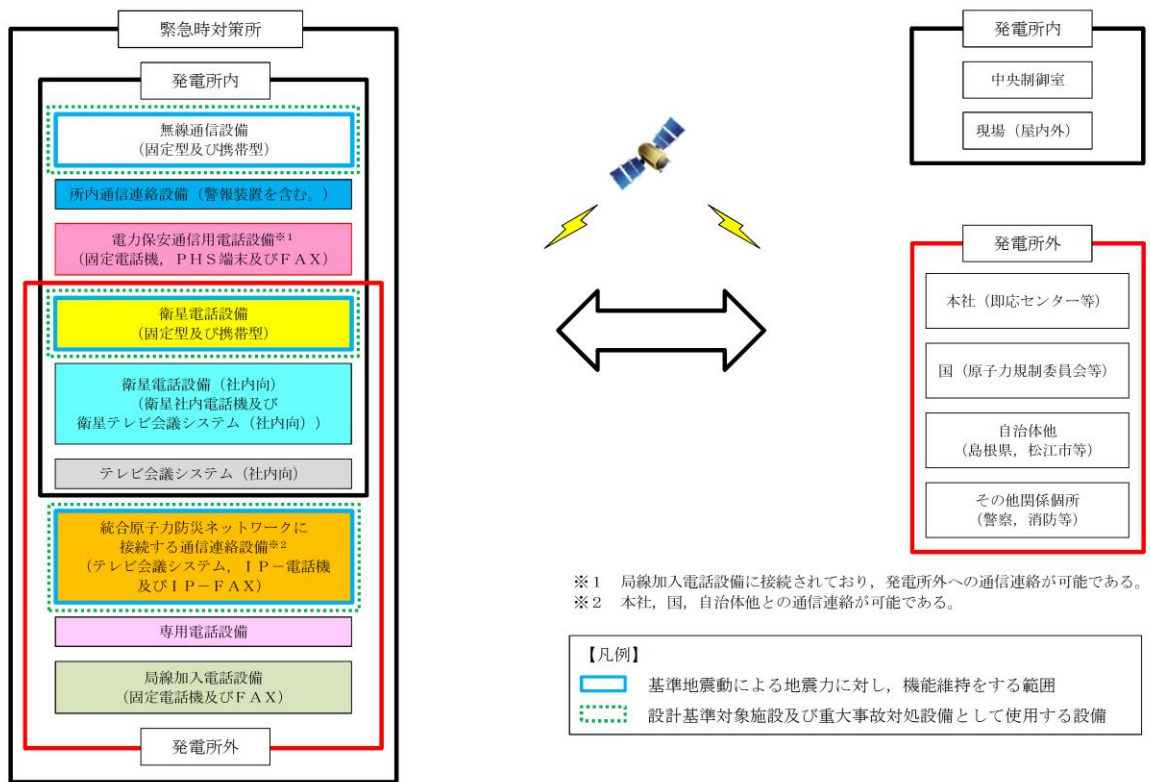 緊急時対策所
発電所内
無線通信設備
(固定型及び携帯型)
所内通信連絡設備(警報装置を含む。)
電力保安通信用電話設備※1
(固定電話機,PHS端末及びFAX)
衛星電話設備
(固定型及び携帯型)
衛星電話設備(社内向)
(衛星社内電話機及び
衛星テレビ会議システム(社内向))
テレビ会議システム(社内向)
統合原子力防災ネットワークに
接続する通信連絡設備※2
(テレビ会議システム,IP-電話機
及びIP-FAX)
専用電話設備
局線加入電話設備
(固定電話機及びFAX)
発電所外
発電所内
中央制御室
現場(屋内外)
発電所外
本社(即応センター等)
国(原子力規制委員会等)
自治体他
(島根県,松江市等)
その他関係個所
(警察,消防等)
※1 局線加入電話設備に接続されており,発電所外への通信連絡が可能である。
※2 本社,国,自治体他との通信連絡が可能である。
【凡例】
基準地震動による地震力に対し,機能維持をする範囲
設計基準対象施設及び重大事故対処設備として使用する設備